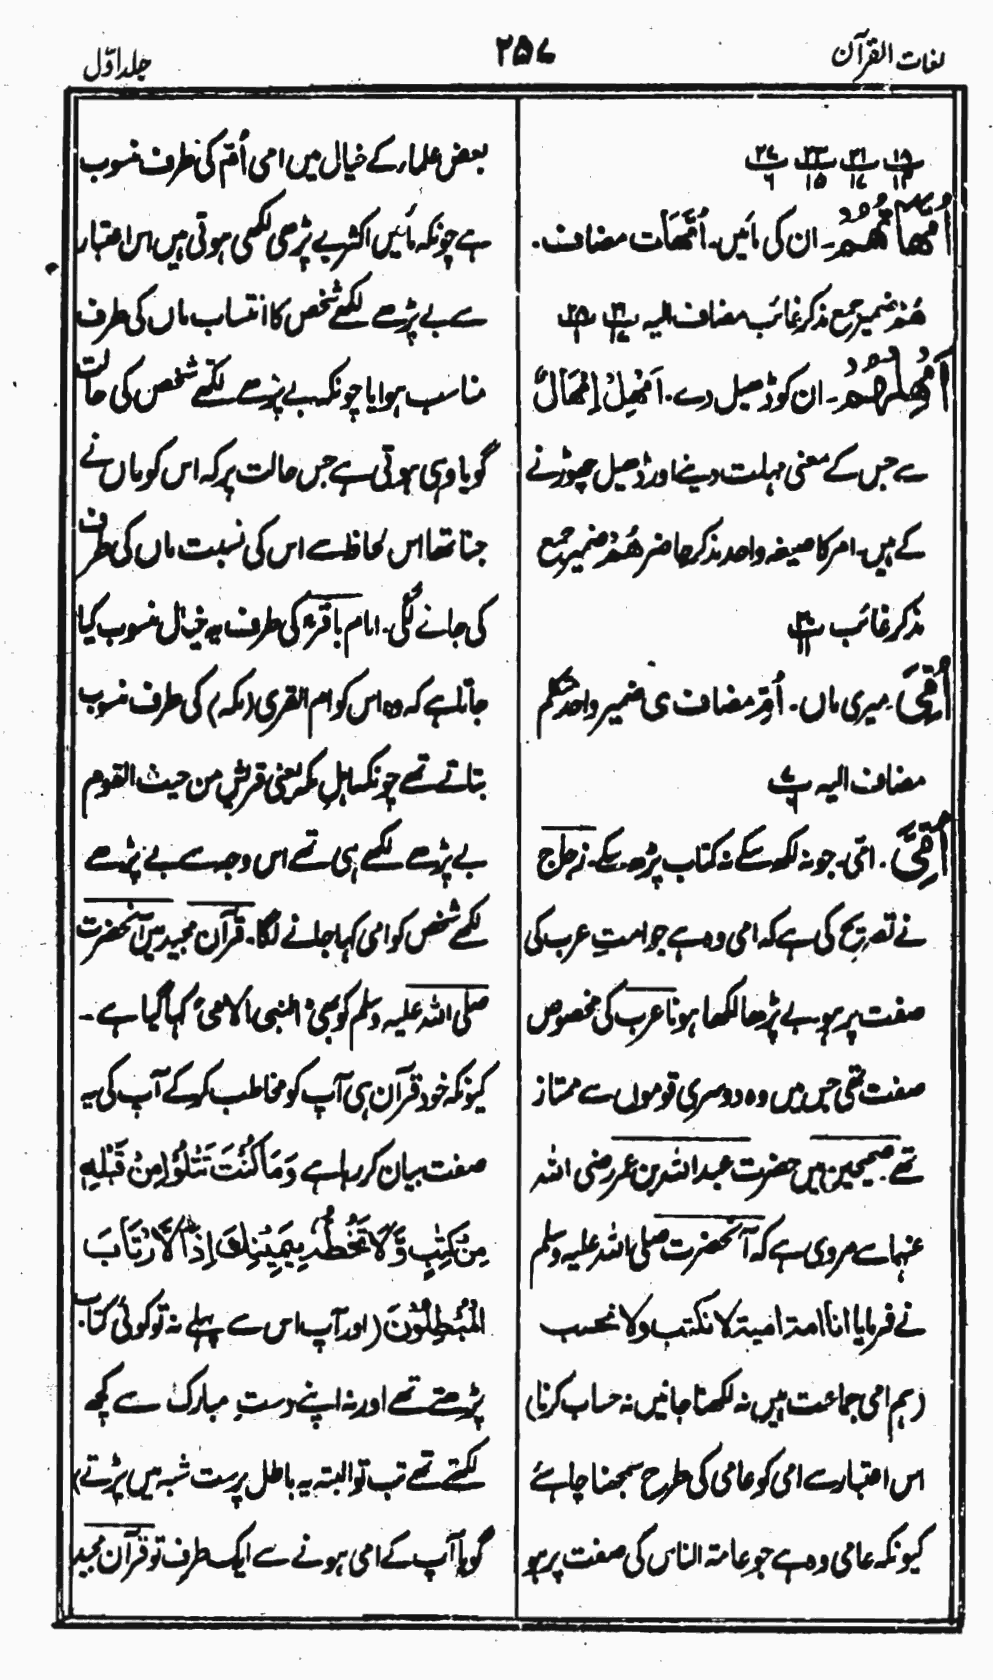 لغات القرآن
۲۵۷
جلد اوّل
۱۸/۱۳ ۲۱/۱۷ ۲۳/۱۵ ۲۷/۶
اُمَّهَاتُهُمْ۔ ان کی مائیں۔ اُمَّهَات مضاف۔
هُمْ ضمیر جمع مذکر غائب مضاف الیہ
اَمْهِلْهُمْ۔ ان کو ڈھیل دے۔ اَمْهِلْ اِمْهَالٌ
سے جس کے معنی مہلت دینے اور ڈھیل چھوڑنے
کے ہیں۔ امر کا صیغہ واحد مذکر حاضر هُمْ ضمیر جمع
مذکر غائب
اُمِّیْ۔ میری ماں۔ اُمّ مضاف ی ضمیر واحد متکلم
مضاف الیہ
اُمِّیّ۔ امّی۔ جو نہ لکھ سکے نہ کتاب پڑھ سکے۔ زجاج
نے تصریح کی ہے کہ امی وہ ہے جو امتِ عرب کی
صفت پر ہو۔ بے پڑھا لکھا ہونا عرب کی مخصوص
صفت تھی جس میں وہ دوسری قوموں سے ممتاز
تھے صحیحین میں حضرت عبد اللہ بن عمر رضی اللہ
عنہما سے مروی ہے کہ آنحضرت صلی اللہ علیہ وسلم
نے فرمایا انا امة امیة لا نکتب ولا نحسب
(ہم امی جماعت ہیں نہ لکھنا جانیں نہ حساب کرنا)
اس اعتبار سے امی کو عامی کی طرح سمجھنا چاہئے
کیونکہ عامی وہ ہے جو عامۃ الناس کی صفت پر ہو
بعض علماء کے خیال میں امی اُمّ کی طرف منسوب
ہے چونکہ مائیں اکثر بے پڑھی لکھی ہوتی ہیں اس اعتبار
سے بے پڑھے لکھے شخص کا انتساب ماں کی طرف
مناسب ہوا یا چونکہ بے پڑھے لکھے شخص کی حالت
گویا وہی ہوتی ہے جس حالت پر کہ اس کو ماں نے
جنا تھا اس لحاظ سے اس کی نسبت ماں کی طرف
کی جانے لگی۔ امام باقرؒ کی طرف یہ خیال منسوب کیا
جاتا ہے کہ وہ اس کو ام القری (مکہ) کی طرف منسوب
بتاتے تھے چونکہ اہلِ مکہ یعنی قریش من حیث القوم
بے پڑھے لکھے ہی تھے اس وجہ سے بے پڑھے
لکھے شخص کو امی کہا جانے لگا۔ قرآن مجید میں آنحضرت
صلی اللہ علیہ وسلم کو بھی "النبی الامی" کہا گیا ہے۔
کیونکہ خود قرآن ہی آپ کو مخاطب کر کے آپ کی یہ
صفت بیان کر رہا ہے وَمَا كُنْتَ تَتْلُوْا مِنْ قَبْلِهٖ
مِنْ كِتٰبٍ وَّلَا تَخُطُّهٗ بِيَمِيْنِكَ اِذًا لَّارْتَابَ
الْمُبْطِلُوْنَ (اور آپ اس سے پہلے نہ تو کوئی کتاب
پڑھتے تھے اور نہ اپنے دستِ مبارک سے کچھ
لکھتے تھے تب تو البتہ یہ باطل پرست شبہ میں پڑتے)
گویا آپ کے امی ہونے سے ایک طرف تو قرآن مجید